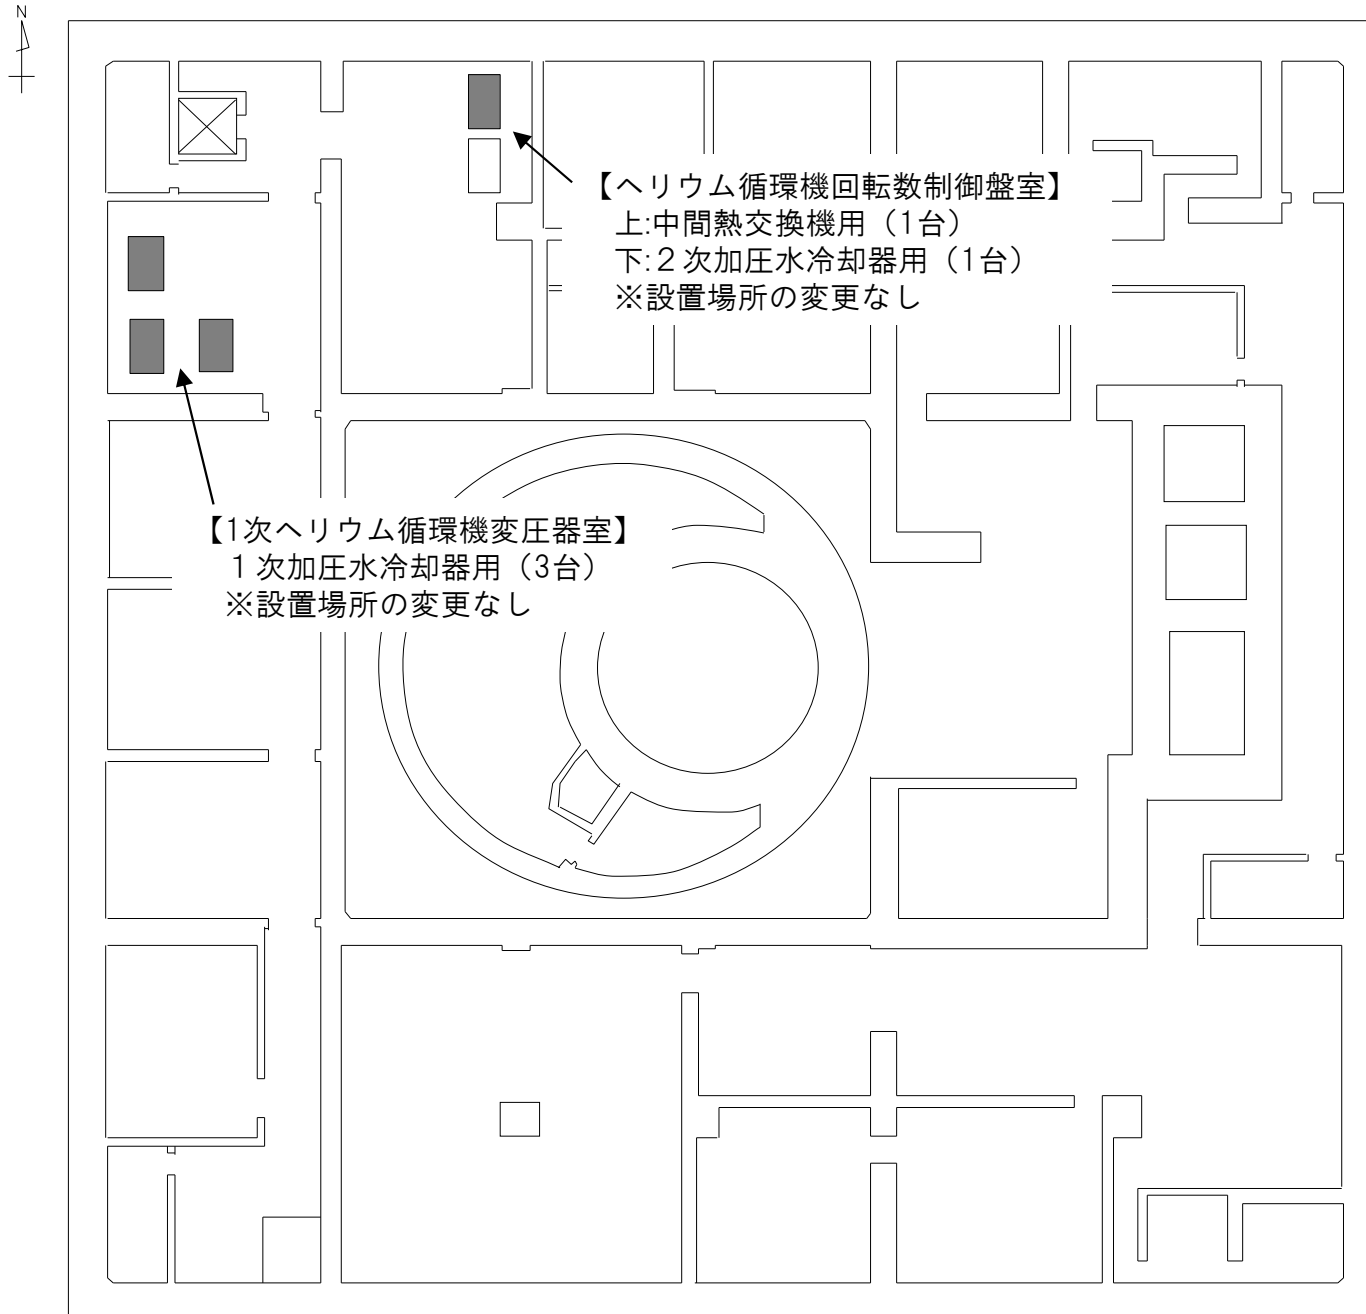 N
【ヘリウム循環機回転数制御盤室】
上:中間熱交換機用（1台）
下:２次加圧水冷却器用（1台）
※設置場所の変更なし
【1次ヘリウム循環機変圧器室】
１次加圧水冷却器用（3台）
※設置場所の変更なし